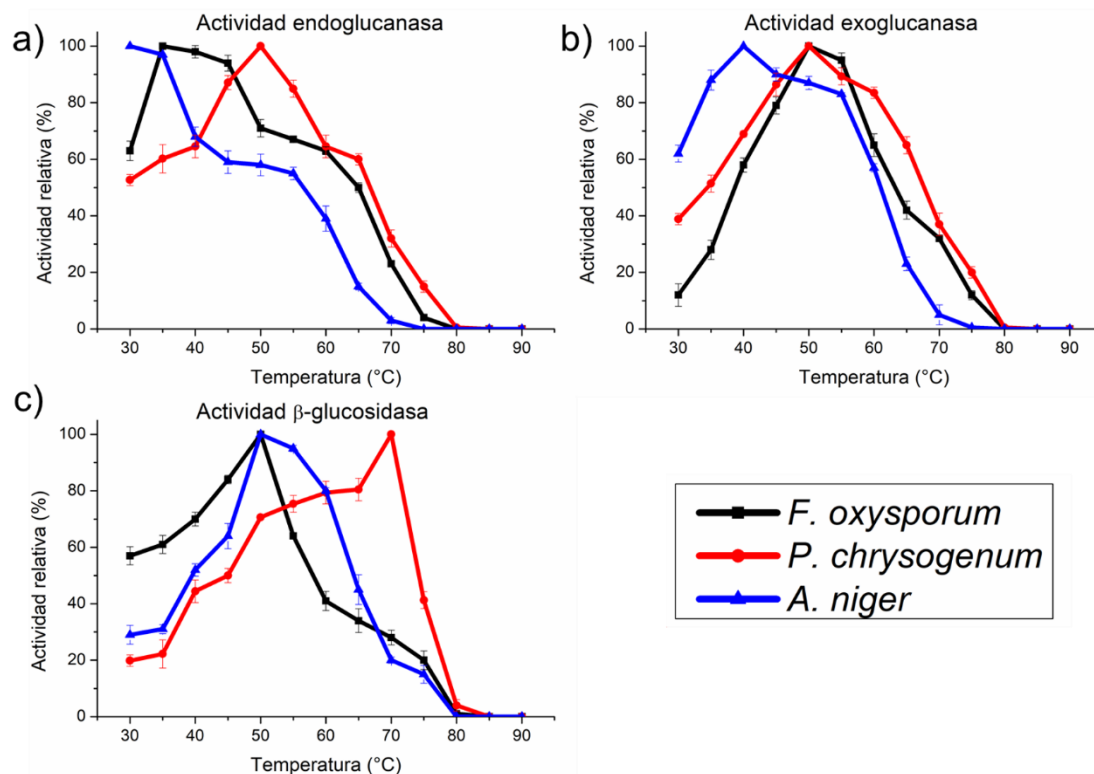 a)
Actividad endoglucanasa
Actividad relativa (%)
100
80
60
40
20
0
30 40 50 60 70 80 90
Temperatura (°C)
b)
Actividad exoglucanasa
Actividad relativa (%)
100
80
60
40
20
0
30 40 50 60 70 80 90
Temperatura (°C)
c)
Actividad β-glucosidasa
Actividad relativa (%)
100
80
60
40
20
0
30 40 50 60 70 80 90
Temperatura (°C)
F. oxysporum
P. chrysogenum
A. niger